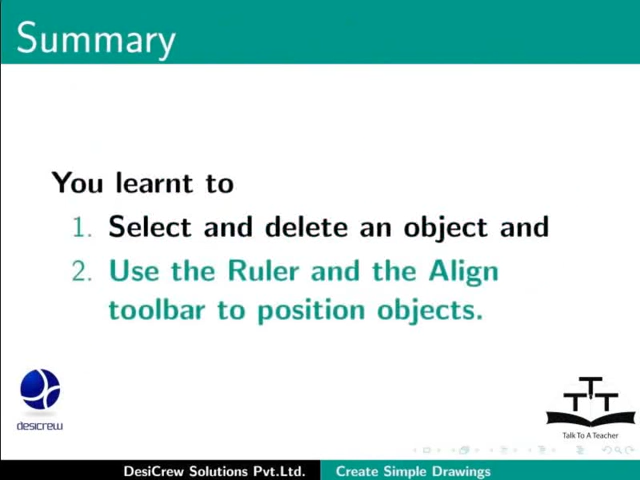 Summary
You learnt to
1. Select and delete an object and
2. Use the Ruler and the Align
toolbar to position objects.
desicrew
T T T
Talk To A Teacher
DesiCrew Solutions Pvt.Ltd. Create Simple Drawings